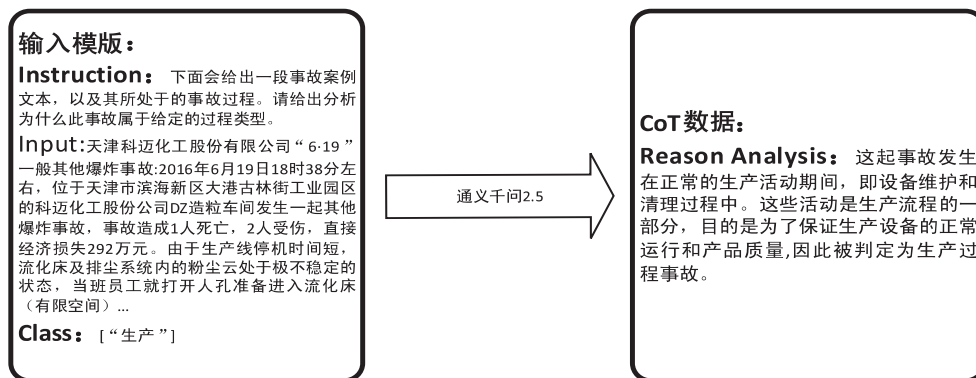 输入模版：
Instruction： 下面会给出一段事故案例
文本，以及其所处于的事故过程。请给出分析
为什么此事故属于给定的过程类型。
Input:天津科迈化工股份有限公司“6·19”
一般其他爆炸事故:2016年6月19日18时38分左
右，位于天津市滨海新区大港古林街工业园区
的科迈化工股份公司DZ造粒车间发生一起其他
爆炸事故，事故造成1人死亡，2人受伤，直接
经济损失292万元。由于生产线停机时间短，
流化床及排尘系统内的粉尘云处于极不稳定的
状态，当班员工就打开人孔准备进入流化床
（有限空间）...
Class： [“生产”]
通义千问2.5
CoT数据：
Reason Analysis： 这起事故发生
在正常的生产活动期间，即设备维护和
清理过程中。这些活动是生产流程的一
部分，目的是为了保证生产设备的正常
运行和产品质量,因此被判定为生产过
程事故。